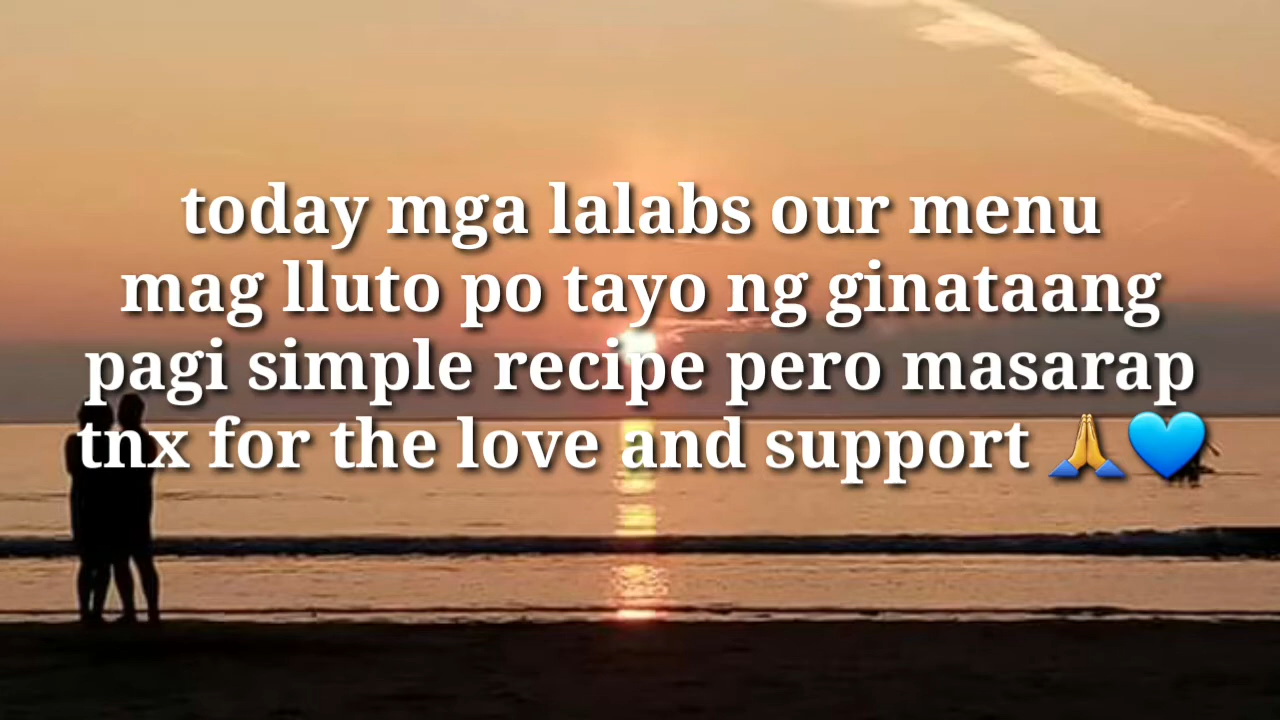 today mga lalabs our menu
mag lluto po tayo ng ginataang
pagi simple recipe pero masarap
tnx for the love and support 🙏💙